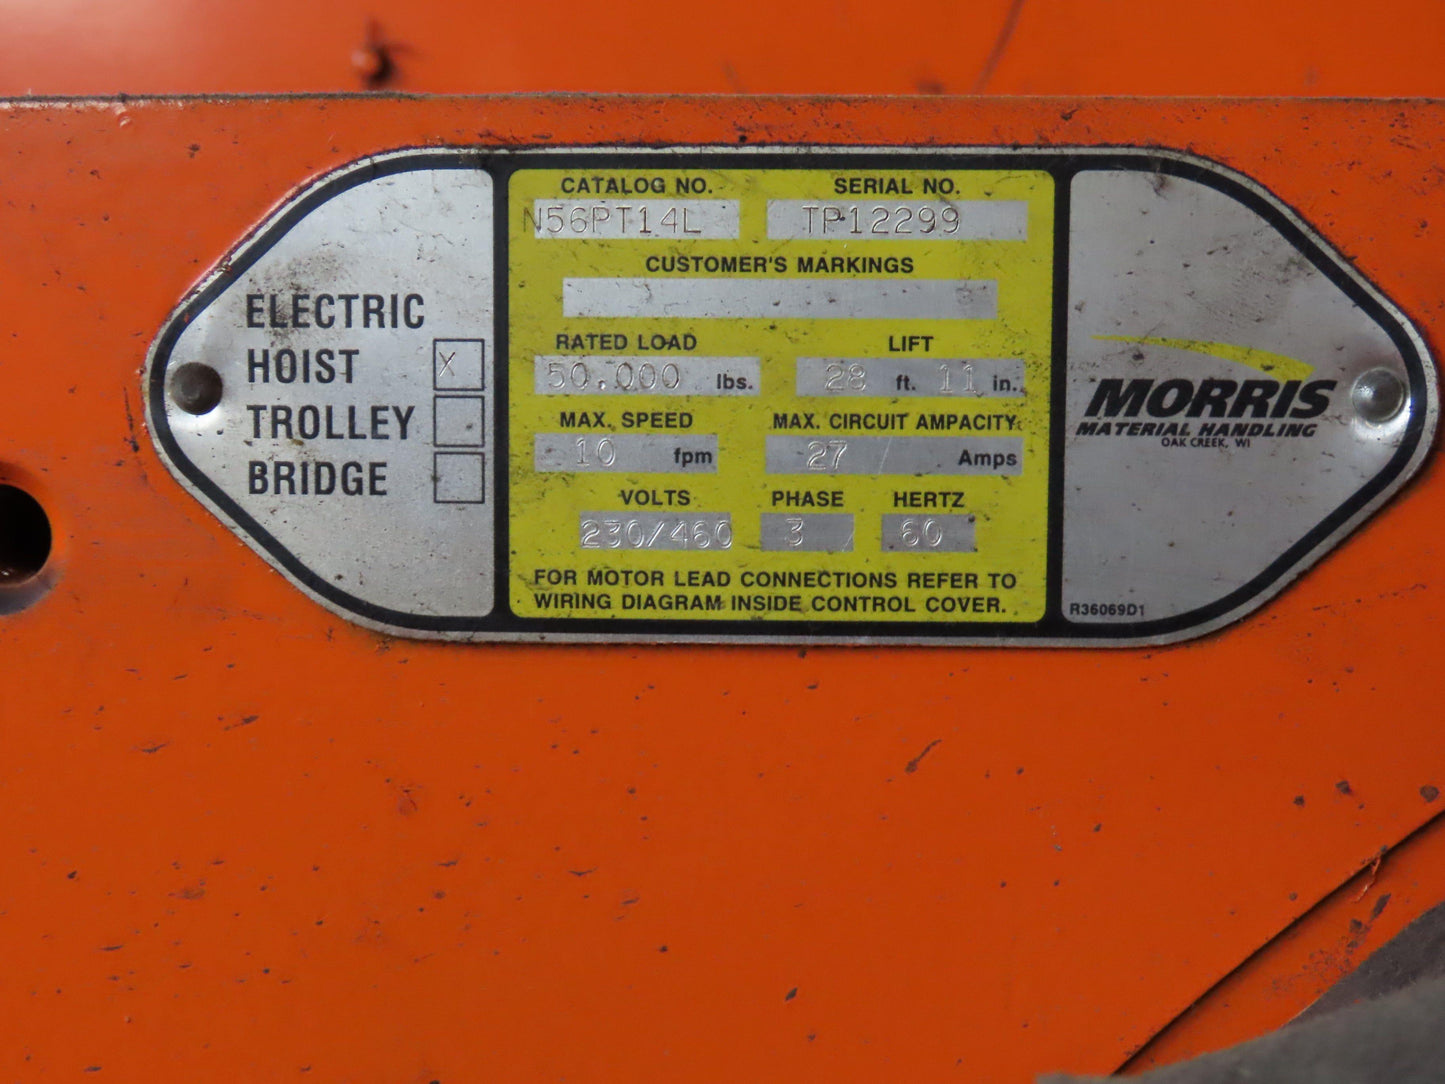 ELECTRIC
HOIST X
TROLLEY
BRIDGE
CATALOG NO. SERIAL NO.
N56PT14L TP12299
CUSTOMER'S MARKINGS
RATED LOAD LIFT
50,000 lbs. 28 ft. 11 in.
MAX. SPEED MAX. CIRCUIT AMPACITY
10 fpm 27 Amps
VOLTS PHASE HERTZ
230/460 3 60
FOR MOTOR LEAD CONNECTIONS REFER TO
WIRING DIAGRAM INSIDE CONTROL COVER.
MORRIS
MATERIAL HANDLING
OAK CREEK, WI
R36069D1